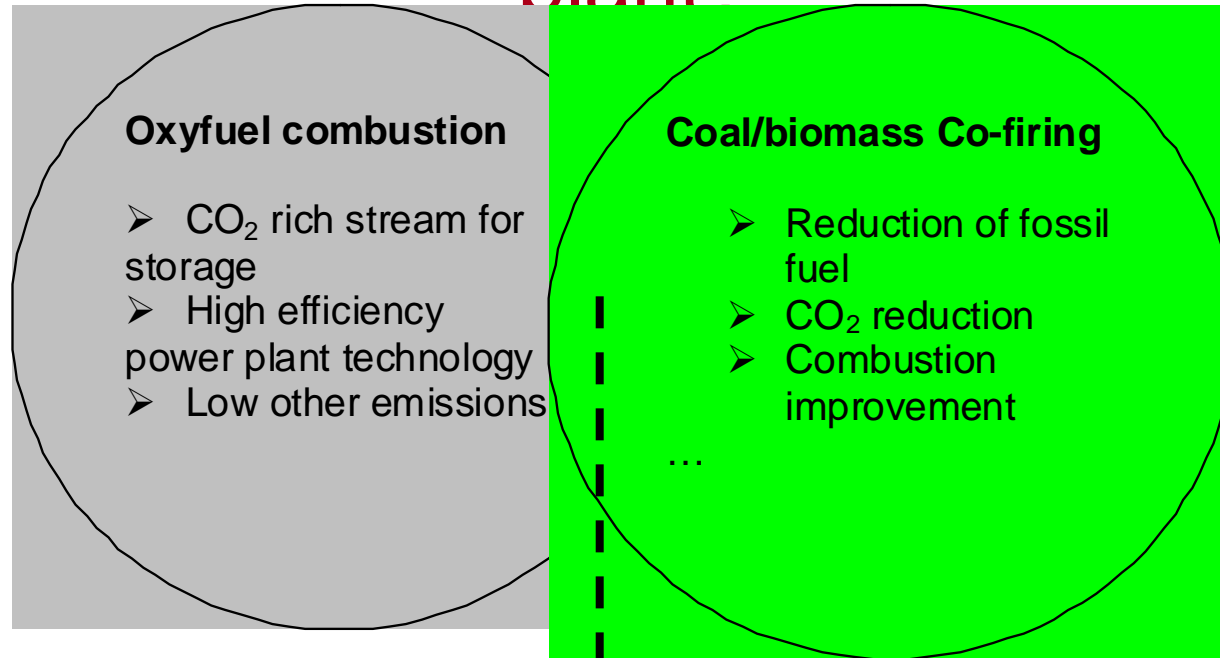 Oxyfuel combustion
➢ CO₂ rich stream for
storage
➢ High efficiency
power plant technology
➢ Low other emissions
Coal/biomass Co-firing
➢ Reduction of fossil
fuel
➢ CO₂ reduction
➢ Combustion
improvement
…